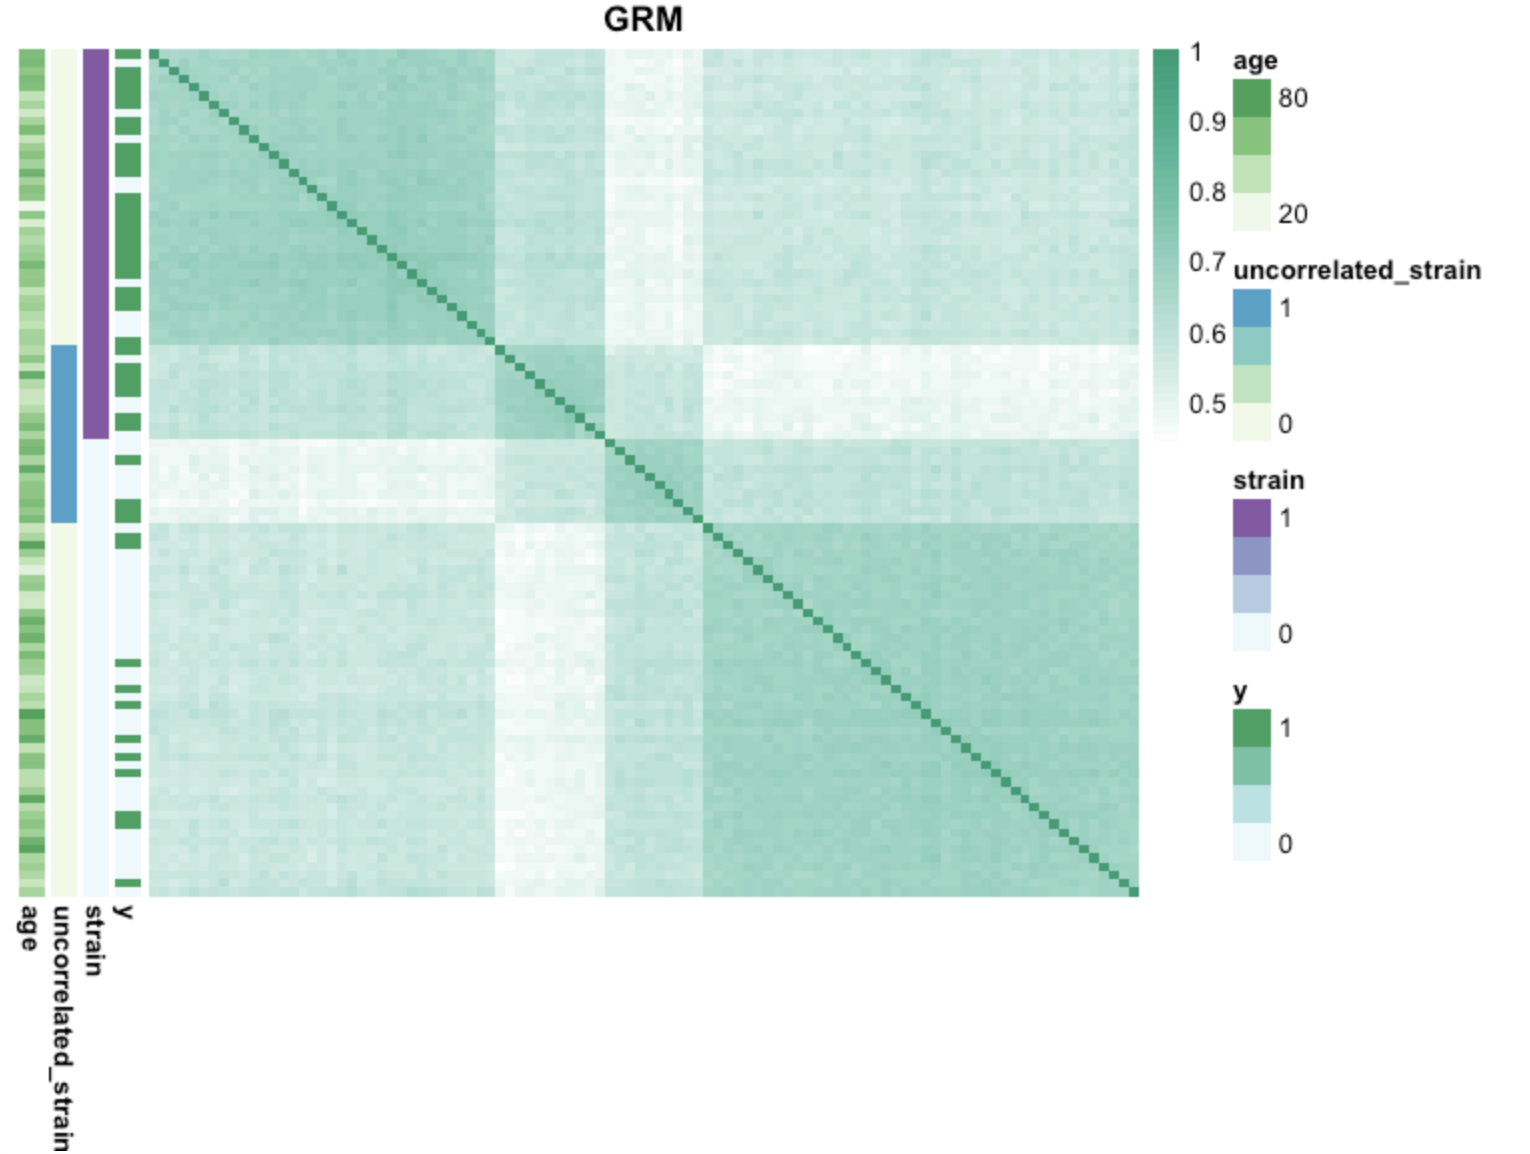 GRM
1
0.9
0.8
0.7
0.6
0.5
age
80
20
uncorrelated_strain
1
0
strain
1
0
y
1
0
age
uncorrelated_strain
strain
y